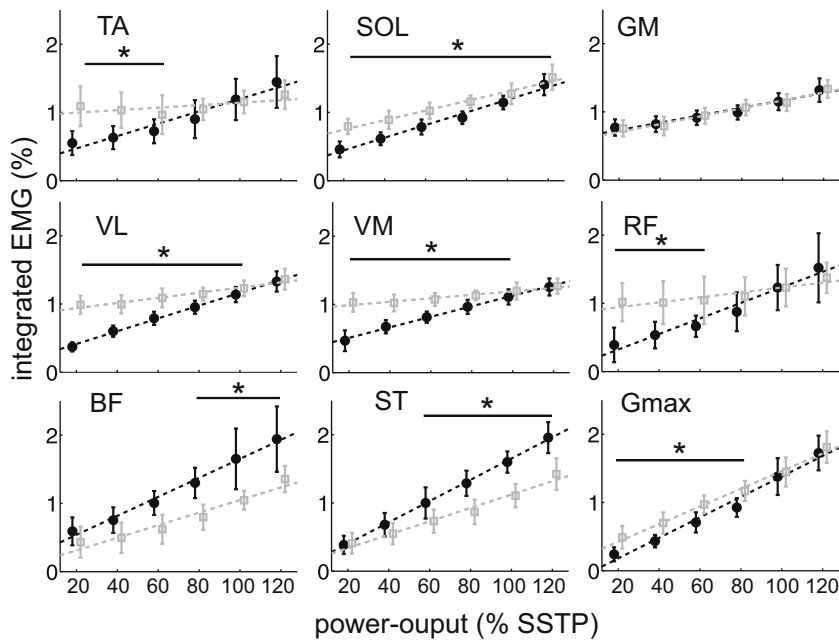 TA SOL GM
* *
2 2 2
1 1 1
0 0 0
VL VM RF
* * *
2 2 2
1 1 1
0 0 0
BF ST Gmax
* * *
2 2 2
1 1 1
0 0 0
20 40 60 80 100 120 20 40 60 80 100 120 20 40 60 80 100 120
integrated EMG (%)
power-ouput (% SSTP)